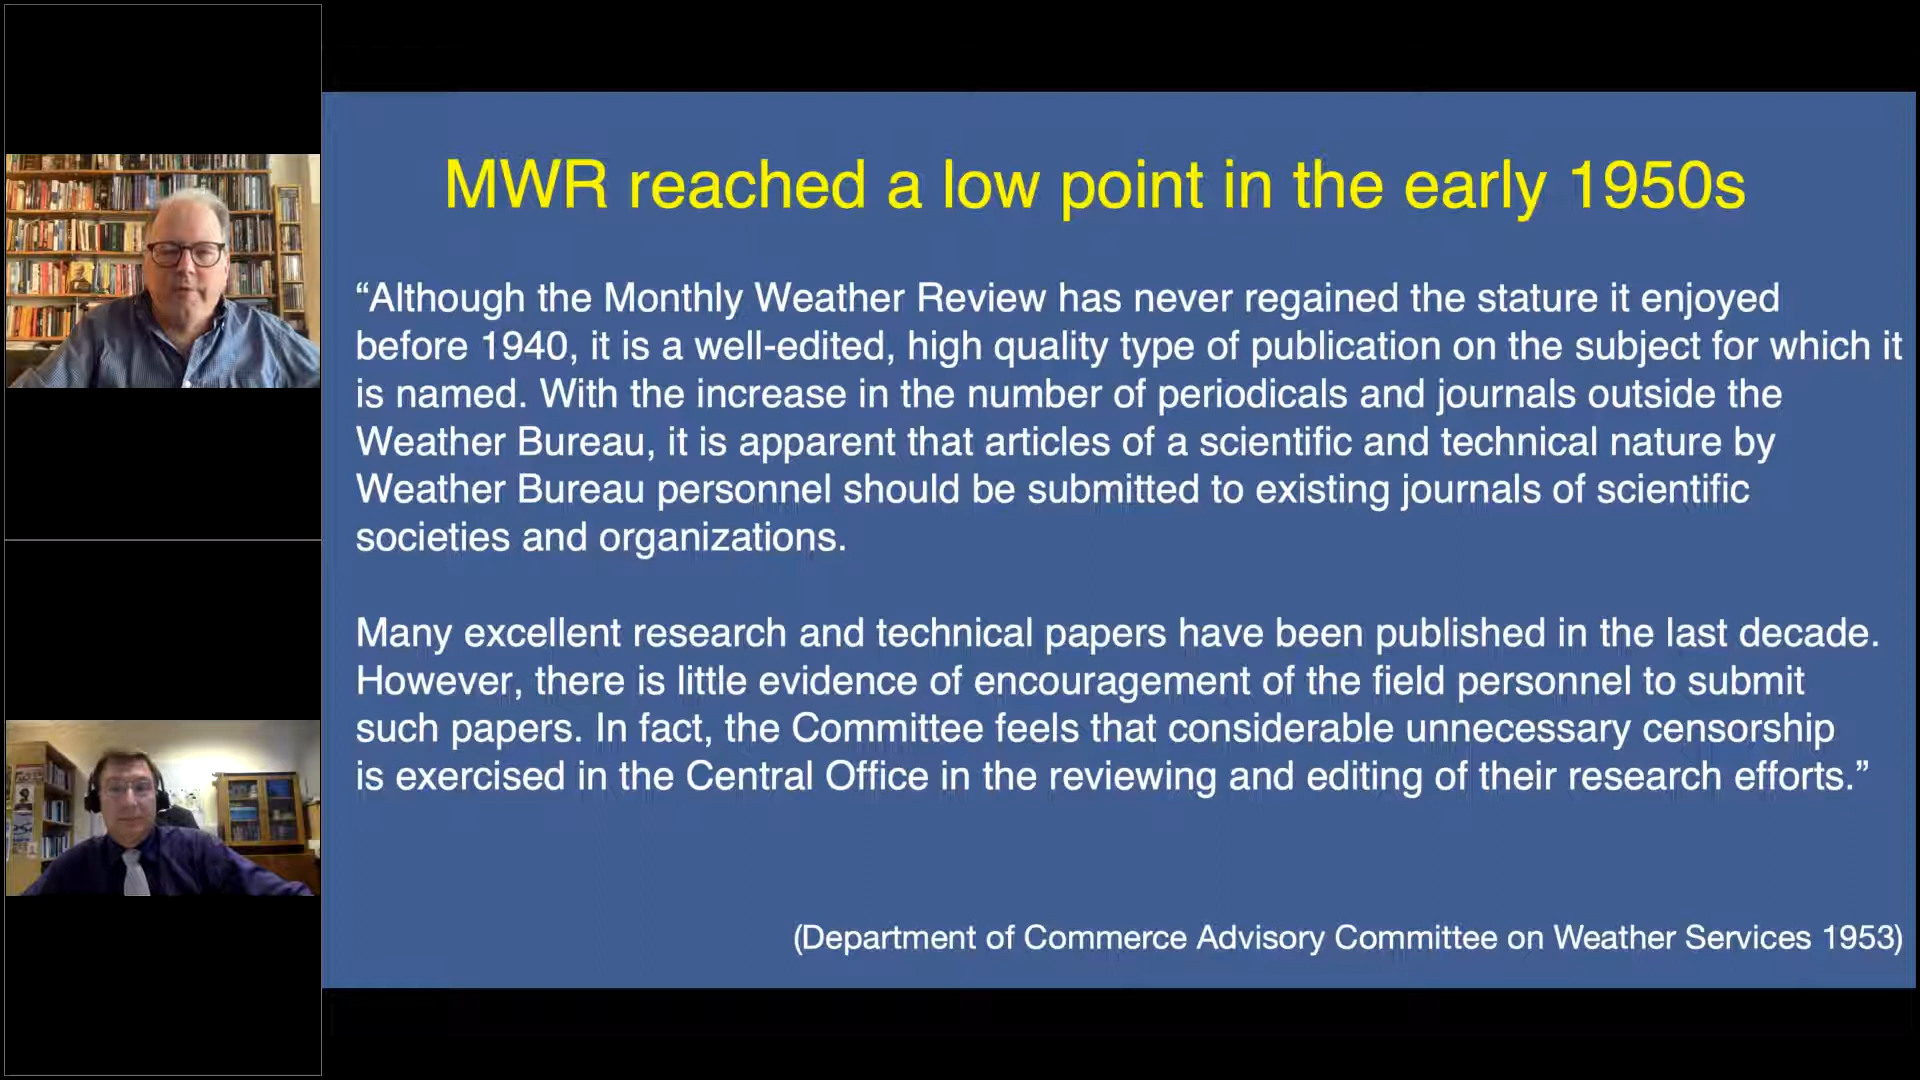 MWR reached a low point in the early 1950s
“Although the Monthly Weather Review has never regained the stature it enjoyed
before 1940, it is a well-edited, high quality type of publication on the subject for which it
is named. With the increase in the number of periodicals and journals outside the
Weather Bureau, it is apparent that articles of a scientific and technical nature by
Weather Bureau personnel should be submitted to existing journals of scientific
societies and organizations.
Many excellent research and technical papers have been published in the last decade.
However, there is little evidence of encouragement of the field personnel to submit
such papers. In fact, the Committee feels that considerable unnecessary censorship
is exercised in the Central Office in the reviewing and editing of their research efforts.”
(Department of Commerce Advisory Committee on Weather Services 1953)